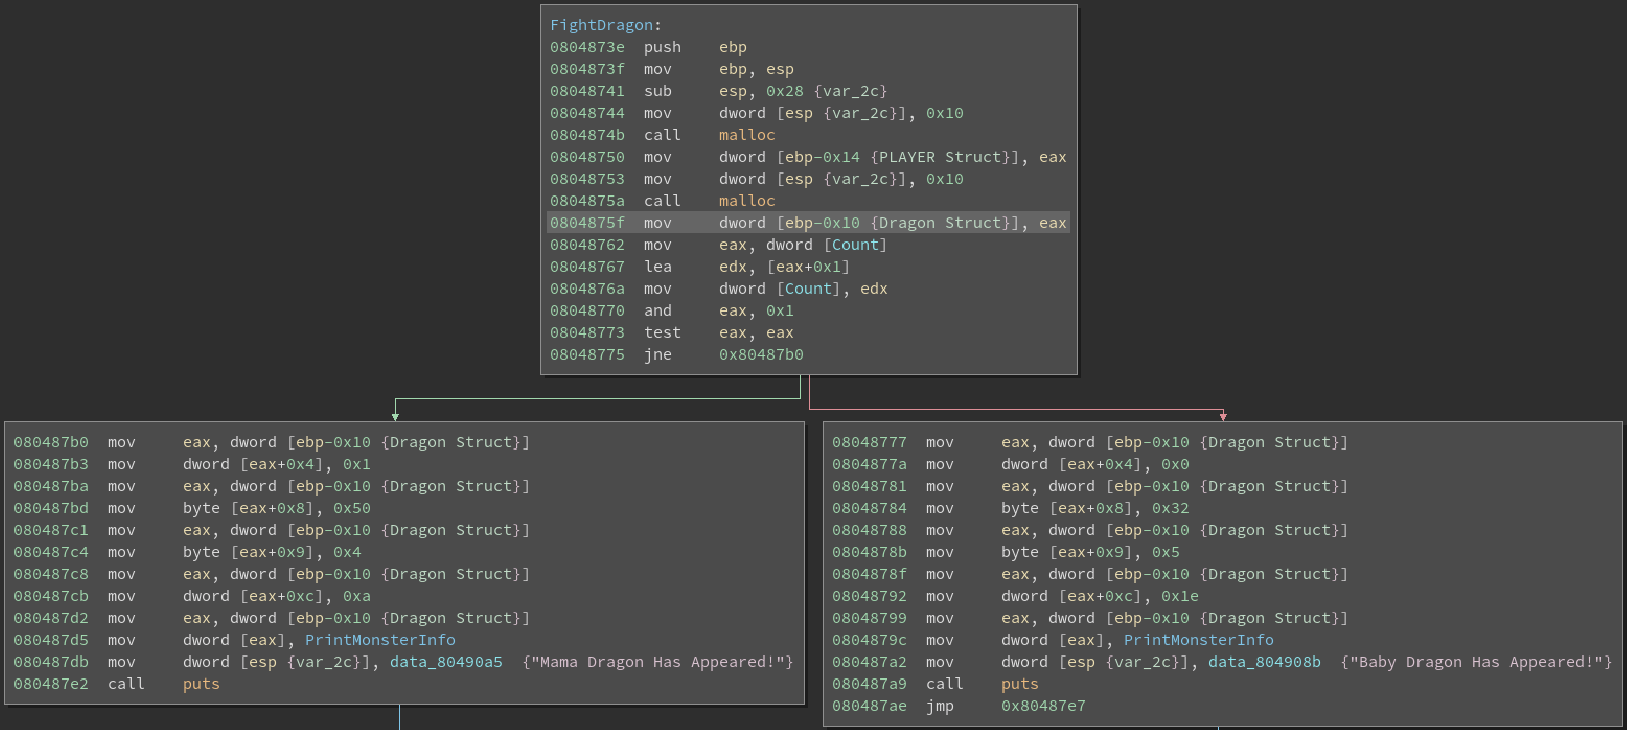 FightDragon:
0804873e push ebp
0804873f mov ebp, esp
08048741 sub esp, 0x28 {var_2c}
08048744 mov dword [esp {var_2c}], 0x10
0804874b call malloc
08048750 mov dword [ebp-0x14 {PLAYER Struct}], eax
08048753 mov dword [esp {var_2c}], 0x10
0804875a call malloc
0804875f mov dword [ebp-0x10 {Dragon Struct}], eax
08048762 mov eax, dword [Count]
08048767 lea edx, [eax+0x1]
0804876a mov dword [Count], edx
08048770 and eax, 0x1
08048773 test eax, eax
08048775 jne 0x80487b0
080487b0 mov eax, dword [ebp-0x10 {Dragon Struct}]
080487b3 mov dword [eax+0x4], 0x1
080487ba mov eax, dword [ebp-0x10 {Dragon Struct}]
080487bd mov byte [eax+0x8], 0x50
080487c1 mov eax, dword [ebp-0x10 {Dragon Struct}]
080487c4 mov byte [eax+0x9], 0x4
080487c8 mov eax, dword [ebp-0x10 {Dragon Struct}]
080487cb mov dword [eax+0xc], 0xa
080487d2 mov eax, dword [ebp-0x10 {Dragon Struct}]
080487d5 mov dword [eax], PrintMonsterInfo
080487db mov dword [esp {var_2c}], data_80490a5 {"Mama Dragon Has Appeared!"}
080487e2 call puts
08048777 mov eax, dword [ebp-0x10 {Dragon Struct}]
0804877a mov dword [eax+0x4], 0x0
08048781 mov eax, dword [ebp-0x10 {Dragon Struct}]
08048784 mov byte [eax+0x8], 0x32
08048788 mov eax, dword [ebp-0x10 {Dragon Struct}]
0804878b mov byte [eax+0x9], 0x5
0804878f mov eax, dword [ebp-0x10 {Dragon Struct}]
08048792 mov dword [eax+0xc], 0x1e
08048799 mov eax, dword [ebp-0x10 {Dragon Struct}]
0804879c mov dword [eax], PrintMonsterInfo
080487a2 mov dword [esp {var_2c}], data_804908b {"Baby Dragon Has Appeared!"}
080487a9 call puts
080487ae jmp 0x80487e7